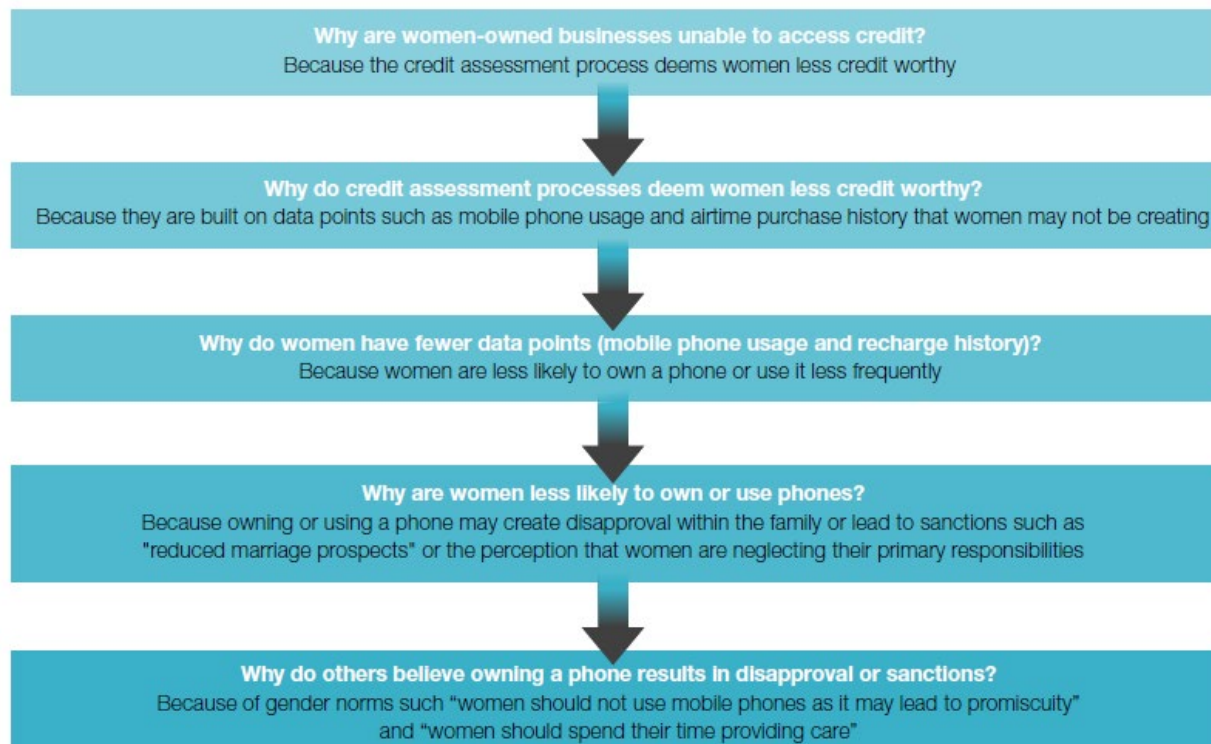 Why are women-owned businesses unable to access credit?
Because the credit assessment process deems women less credit worthy
Why do credit assessment processes deem women less credit worthy?
Because they are built on data points such as mobile phone usage and airtime purchase history that women may not be creating
Why do women have fewer data points (mobile phone usage and recharge history)?
Because women are less likely to own a phone or use it less frequently
Why are women less likely to own or use phones?
Because owning or using a phone may create disapproval within the family or lead to sanctions such as
"reduced marriage prospects" or the perception that women are neglecting their primary responsibilities
Why do others believe owning a phone results in disapproval or sanctions?
Because of gender norms such “women should not use mobile phones as it may lead to promiscuity”
and “women should spend their time providing care”